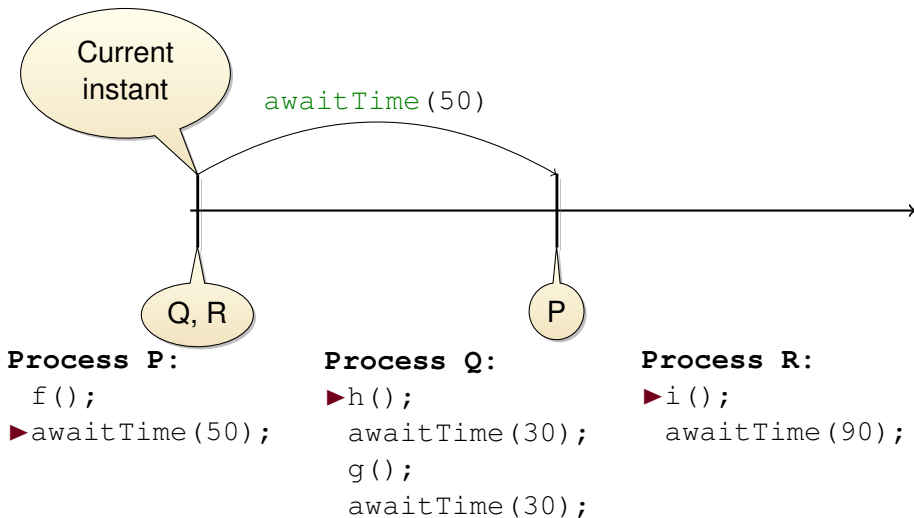 Current
instant
awaitTime(50)
Q, R
P
Process P:
f();
awaitTime(50);
Process Q:
h();
awaitTime(30);
g();
awaitTime(30);
Process R:
i();
awaitTime(90);